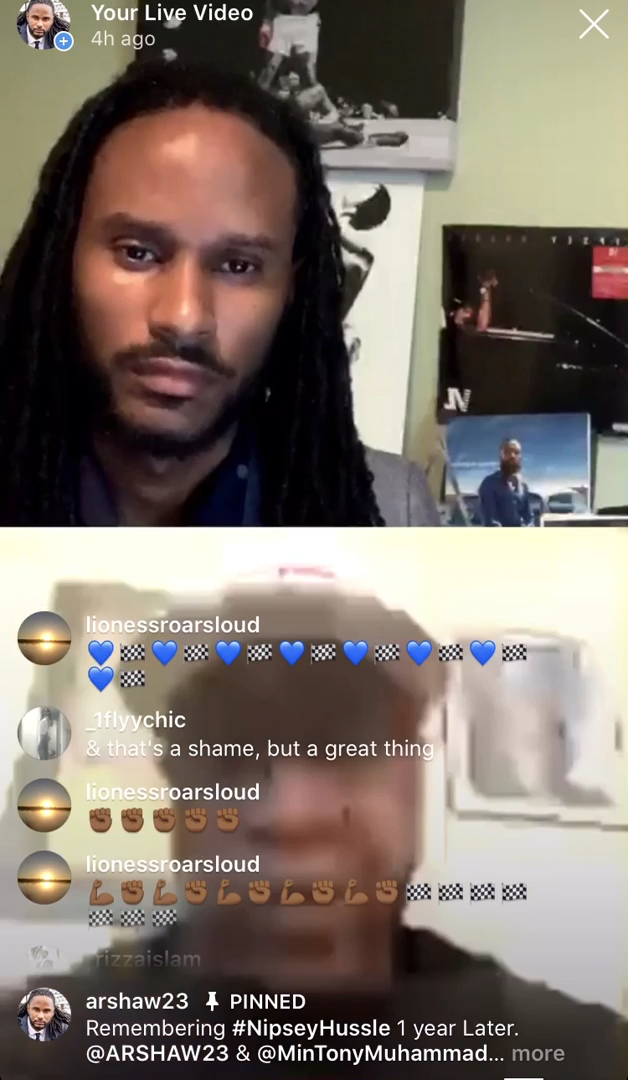 Your Live Video
4h ago
lionessroarsloud
💙🏁💙🏁💙🏁💙🏁💙🏁💙🏁💙🏁
💙🏁
_1flyychic
& that's a shame, but a great thing
lionessroarsloud
✊🏾✊🏾✊🏾✊🏾✊🏾
lionessroarsloud
💪🏾✊🏾💪🏾✊🏾💪🏾✊🏾💪🏾✊🏾💪🏾✊🏾🏁🏁🏁🏁
🏁🏁🏁
rizzaislam
arshaw23 📌 PINNED
Remembering #NipseyHussle 1 year Later.
@ARSHAW23 & @MinTonyMuhammad... more